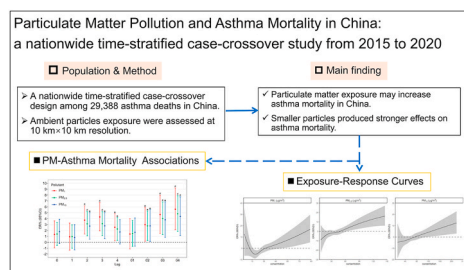 Particulate Matter Pollution and Asthma Mortality in China:
a nationwide time-stratified case-crossover study from 2015 to 2020
Population & Method
Main finding
➤ A nationwide time-stratified case-crossover
design among 29,388 asthma deaths in China.
➤ Ambient particles exposure were assessed at
10 km×10 km resolution.
✓ Particulate matter exposure may increase
asthma mortality in China.
✓ Smaller particles produced stronger effects on
asthma mortality.
■ PM-Asthma Mortality Associations
■ Exposure-Response Curves